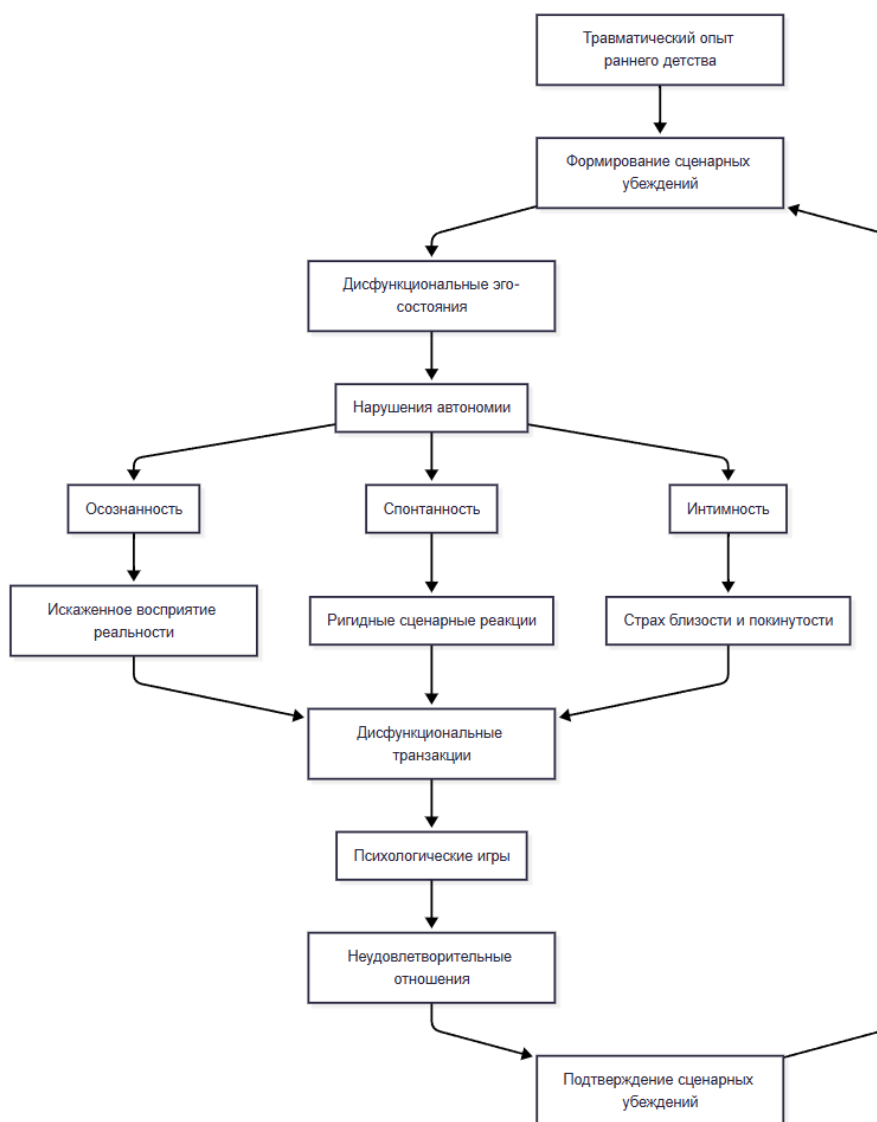 Травматический опыт
раннего детства
Формирование сценарных
убеждений
Дисфункциональные эго-
состояния
Нарушения автономии
Осознанность
Спонтанность
Интимность
Искаженное восприятие
реальности
Ригидные сценарные реакции
Страх близости и покинутости
Дисфункциональные
транзакции
Психологические игры
Неудовлетворительные
отношения
Подтверждение сценарных
убеждений